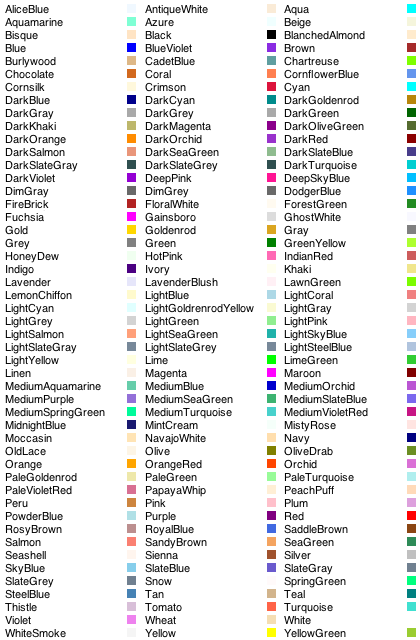 AliceBlue AntiqueWhite Aqua
Aquamarine Azure Beige
Bisque Black BlanchedAlmond
Blue BlueViolet Brown
Burlywood CadetBlue Chartreuse
Chocolate Coral CornflowerBlue
Cornsilk Crimson Cyan
DarkBlue DarkCyan DarkGoldenrod
DarkGray DarkGrey DarkGreen
DarkKhaki DarkMagenta DarkOliveGreen
DarkOrange DarkOrchid DarkRed
DarkSalmon DarkSeaGreen DarkSlateBlue
DarkSlateGray DarkSlateGrey DarkTurquoise
DarkViolet DeepPink DeepSkyBlue
DimGray DimGrey DodgerBlue
FireBrick FloralWhite ForestGreen
Fuchsia Gainsboro GhostWhite
Gold Goldenrod Gray
Grey Green GreenYellow
HoneyDew HotPink IndianRed
Indigo Ivory Khaki
Lavender LavenderBlush LawnGreen
LemonChiffon LightBlue LightCoral
LightCyan LightGoldenrodYellow LightGray
LightGrey LightGreen LightPink
LightSalmon LightSeaGreen LightSkyBlue
LightSlateGray LightSlateGrey LightSteelBlue
LightYellow Lime LimeGreen
Linen Magenta Maroon
MediumAquamarine MediumBlue MediumOrchid
MediumPurple MediumSeaGreen MediumSlateBlue
MediumSpringGreen MediumTurquoise MediumVioletRed
MidnightBlue MintCream MistyRose
Moccasin NavajoWhite Navy
OldLace Olive OliveDrab
Orange OrangeRed Orchid
PaleGoldenrod PaleGreen PaleTurquoise
PaleVioletRed PapayaWhip PeachPuff
Peru Pink Plum
PowderBlue Purple Red
RosyBrown RoyalBlue SaddleBrown
Salmon SandyBrown SeaGreen
Seashell Sienna Silver
SkyBlue SlateBlue SlateGray
SlateGrey Snow SpringGreen
SteelBlue Tan Teal
Thistle Tomato Turquoise
Violet Wheat White
WhiteSmoke Yellow YellowGreen